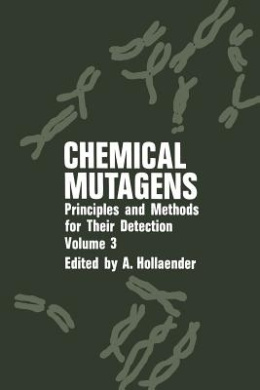 CHEMICAL
MUTAGENS
Principles and Methods
for Their Detection
Volume 3
Edited by A. Hollaender